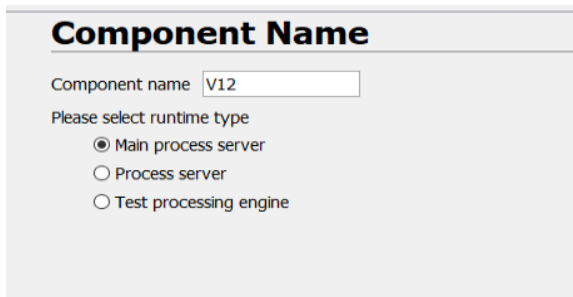 Component Name
Component name V12
Please select runtime type
Main process server
Process server
Test processing engine